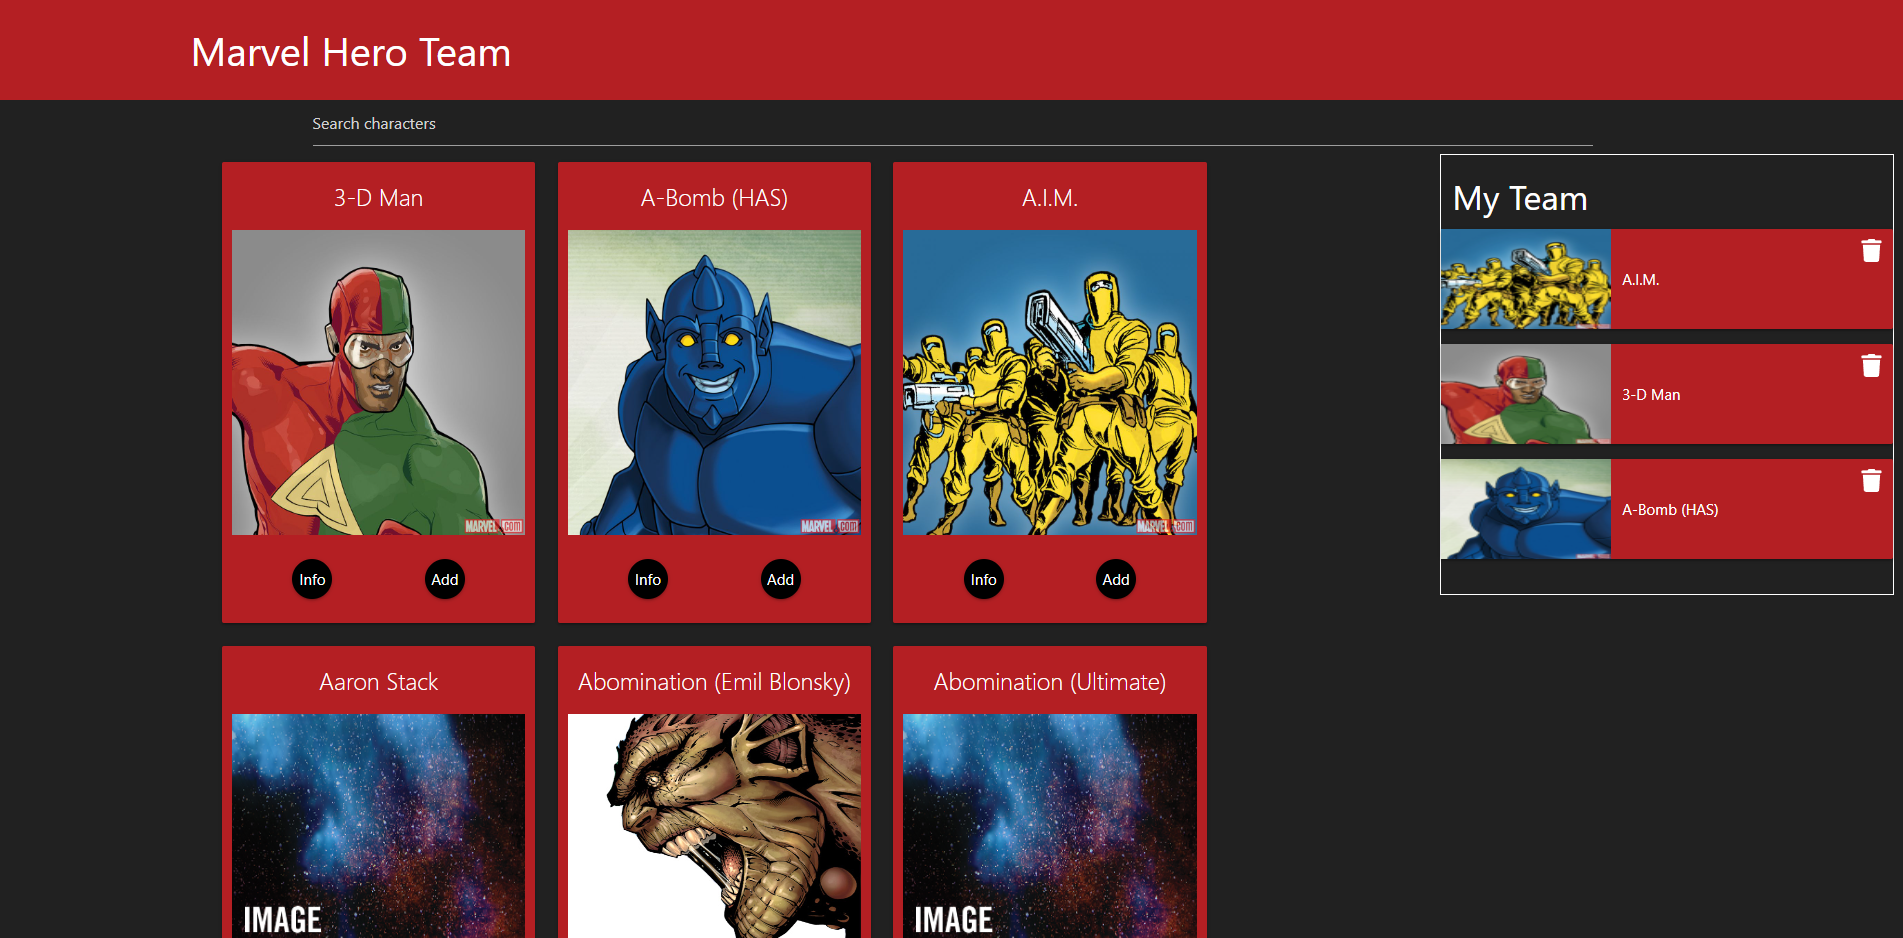 Marvel Hero Team
Search characters
3-D Man
A-Bomb (HAS)
A.I.M.
MARVEL.com
MARVEL.com
MARVEL.com
Info
Add
Info
Add
Info
Add
My Team
A.I.M.
3-D Man
A-Bomb (HAS)
Aaron Stack
Abomination (Emil Blonsky)
Abomination (Ultimate)
IMAGE
IMAGE